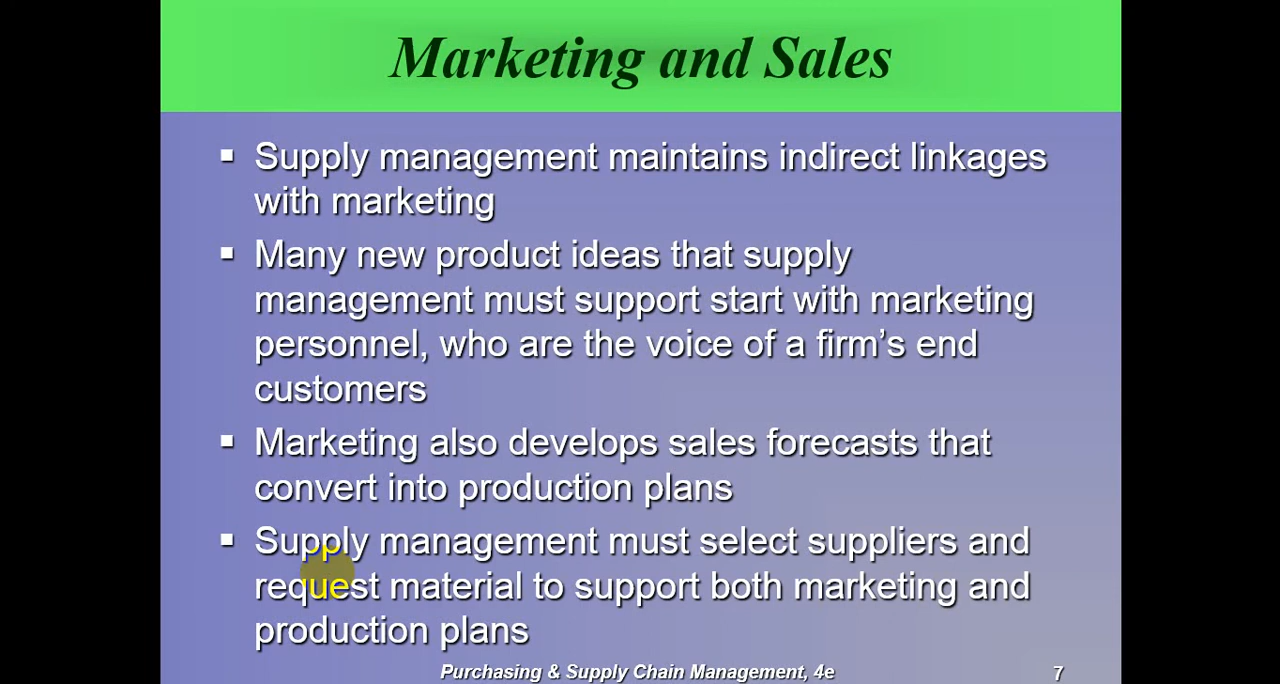 Marketing and Sales
▪ Supply management maintains indirect linkages
with marketing
▪ Many new product ideas that supply
management must support start with marketing
personnel, who are the voice of a firm’s end
customers
▪ Marketing also develops sales forecasts that
convert into production plans
▪ Supply management must select suppliers and
request material to support both marketing and
production plans
Purchasing & Supply Chain Management, 4e
7